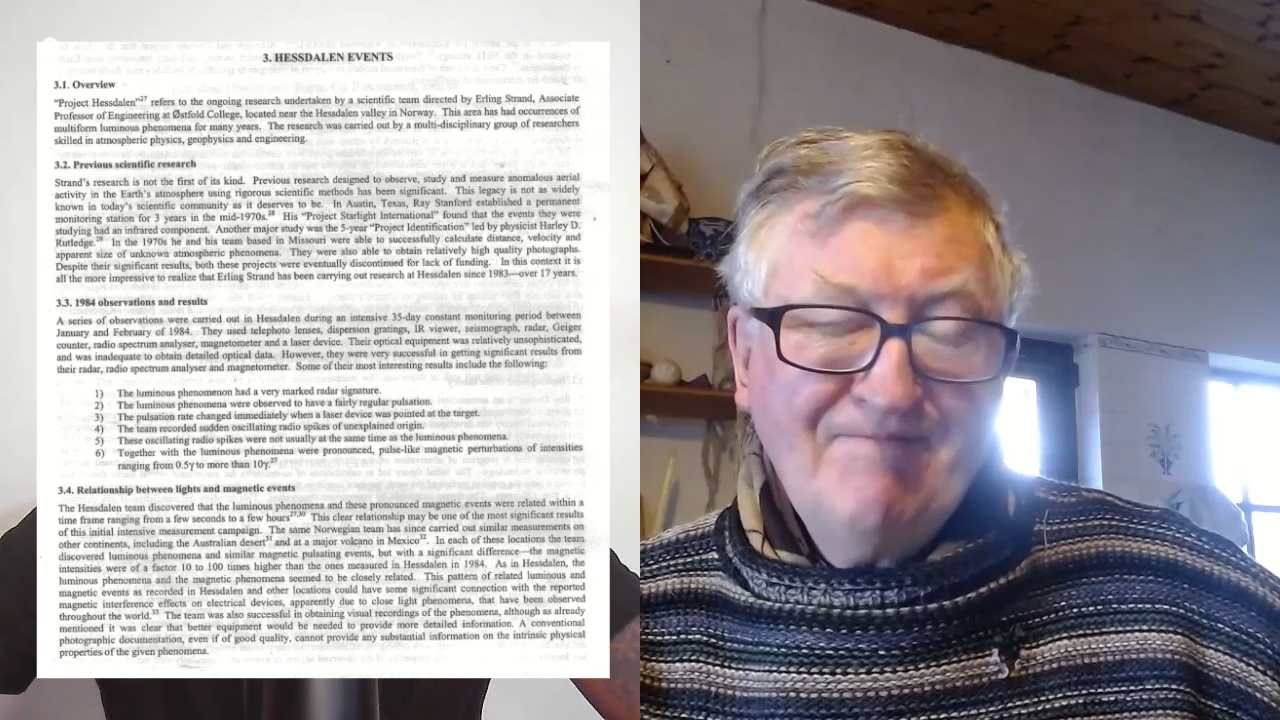 3. HESSDALEN EVENTS
3.1. Overview
"Project Hessdalen"27 refers to the ongoing research undertaken by a scientific team directed by Erling Strand, Associate
Professor of Engineering at Østfold College, located near the Hessdalen valley in Norway. This area has had occurrences of
multiform luminous phenomena for many years. The research was carried out by a multi-disciplinary group of researchers
skilled in atmospheric physics, geophysics and engineering.
3.2. Previous scientific research
Strand's research is not the first of its kind. Previous research designed to observe, study and measure anomalous aerial
activity in the Earth's atmosphere using rigorous scientific methods has been significant. This legacy is not as widely
known in today's scientific community as it deserves to be. In Austin, Texas, Ray Stanford established a permanent
monitoring station for 3 years in the mid-1970s.28 His "Project Starlight International" found that the events they were
studying had an infrared component. Another major study was the 5-year "Project Identification" led by physicist Harley D.
Rutledge.29 In the 1970s he and his team based in Missouri were able to successfully calculate distance, velocity and
apparent size of unknown atmospheric phenomena. They were also able to obtain relatively high quality photographs.
Despite their significant results, both these projects were eventually discontinued for lack of funding. In this context it is
all the more impressive to realize that Erling Strand has been carrying out research at Hessdalen since 1983—over 17 years.
3.3. 1984 observations and results
A series of observations were carried out in Hessdalen during an intensive 35-day constant monitoring period between
January and February of 1984. They used telephoto lenses, dispersion gratings, IR viewer, seismograph, radar, Geiger
counter, radio spectrum analyser, magnetometer and a laser device. Their optical equipment was relatively unsophisticated,
and was inadequate to obtain detailed optical data. However, they were very successful in getting significant results from
their radar, radio spectrum analyser and magnetometer. Some of their most interesting results include the following:
1) The luminous phenomenon had a very marked radar signature.
2) The luminous phenomena were observed to have a fairly regular pulsation.
3) The pulsation rate changed immediately when a laser device was pointed at the target.
4) The team recorded sudden oscillating radio spikes of unexplained origin.
5) These oscillating radio spikes were not usually at the same time as the luminous phenomena.
6) Together with the luminous phenomena were pronounced, pulse-like magnetic perturbations of intensities
ranging from 0.5γ to more than 10γ.27
3.4. Relationship between lights and magnetic events
The Hessdalen team discovered that the luminous phenomena and these pronounced magnetic events were related within a
time frame ranging from a few seconds to a few hours27,30 This clear relationship may be one of the most significant results
of this initial intensive measurement campaign. The same Norwegian team has since carried out similar measurements on
other continents, including the Australian desert31 and at a major volcano in Mexico32. In each of these locations the team
discovered luminous phenomena and similar magnetic pulsating events, but with a significant difference—the magnetic
intensities were of a factor 10 to 100 times higher than the ones measured in Hessdalen in 1984. As in Hessdalen, the
luminous phenomena and the magnetic phenomena seemed to be closely related. This pattern of related luminous and
magnetic events as recorded in Hessdalen and other locations could have some significant connection with the reported
magnetic interference effects on electrical devices, apparently due to close light phenomena, that have been observed
throughout the world.33 The team was also successful in obtaining visual recordings of the phenomena, although as already
mentioned it was clear that better equipment would be needed to provide more detailed information. A conventional
photographic documentation, even if of good quality, cannot provide any substantial information on the intrinsic physical
properties of the given phenomena.